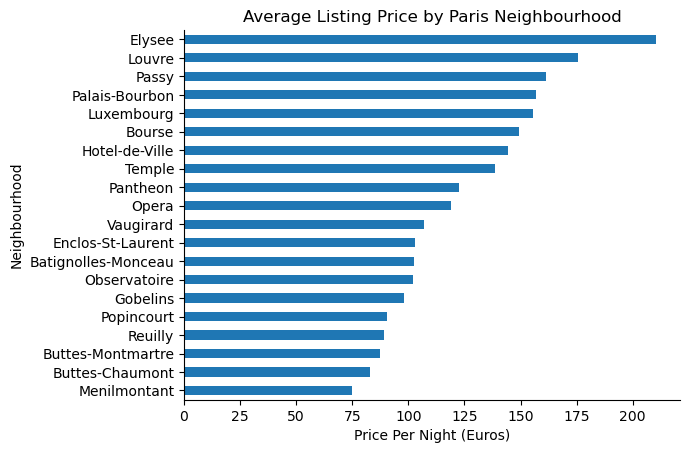 Average Listing Price by Paris Neighbourhood
Neighbourhood
Elysee
Louvre
Passy
Palais-Bourbon
Luxembourg
Bourse
Hotel-de-Ville
Temple
Pantheon
Opera
Vaugirard
Enclos-St-Laurent
Batignolles-Monceau
Observatoire
Gobelins
Popincourt
Reuilly
Buttes-Montmartre
Buttes-Chaumont
Menilmontant
0 25 50 75 100 125 150 175 200
Price Per Night (Euros)